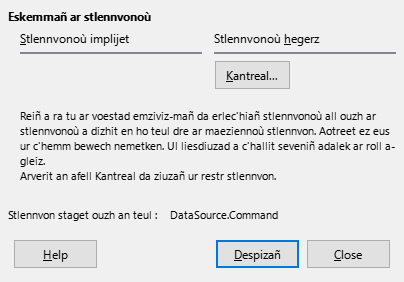 Eskemmañ ar stlennvonoù
Stlennvonoù implijet
Stlennvonoù hegerz
Kantreal...
Reiñ a ra tu ar voestad emziviz-mañ da erlec'hiañ stlennvonoù all ouzh ar
stlennvonoù a dizhit en ho teul dre ar maeziennoù stlennvon. Aotreet ez eus
ur c'hemm bewech nemetken. Ul liesdiuzad a c'hallit seveniñ adalek ar roll a-
gleiz.
Arverit an afell Kantreal da ziuzañ ur restr stlennvon.
Stlennvon staget ouzh an teul : DataSource.Command
Help
Despizañ
Close